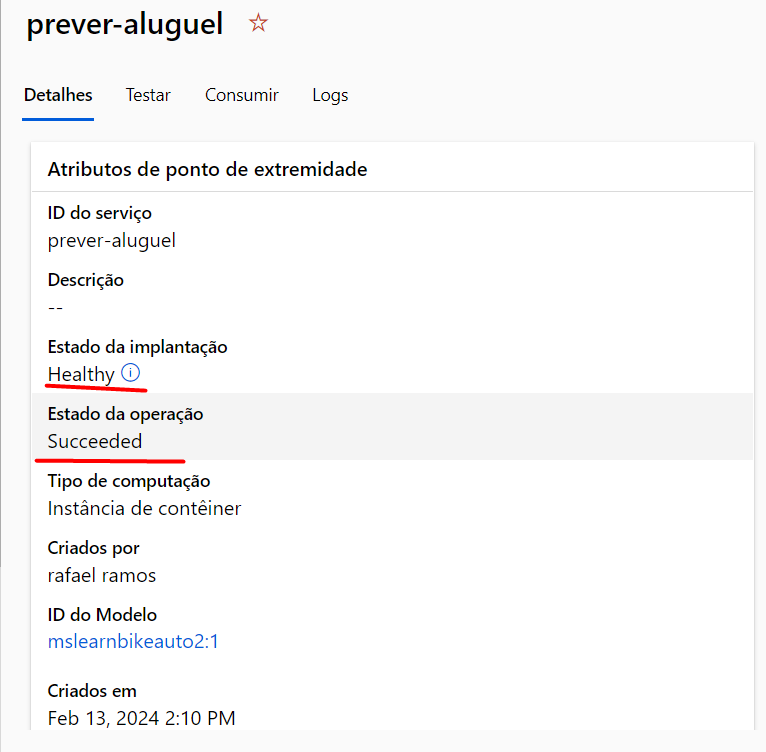 prever-aluguel
Detalhes Testar Consumir Logs
Atributos de ponto de extremidade
ID do serviço
prever-aluguel
Descrição
--
Estado da implantação
Healthy
Estado da operação
Succeeded
Tipo de computação
Instância de contêiner
Criados por
rafael ramos
ID do Modelo
mslearnbikeauto2:1
Criados em
Feb 13, 2024 2:10 PM